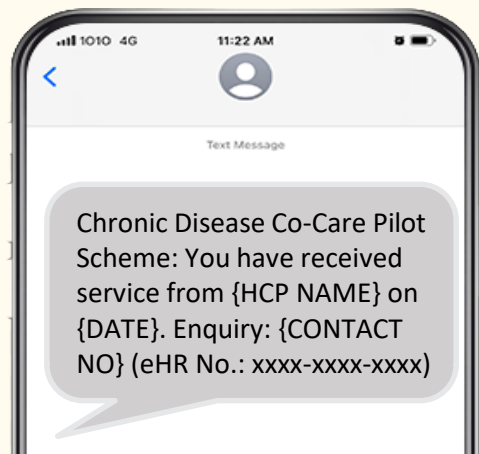 1010 4G
11:22 AM
Text Message
Chronic Disease Co-Care Pilot
Scheme: You have received
service from {HCP NAME} on
{DATE}. Enquiry: {CONTACT
NO} (eHR No.: xxxx-xxxx-xxxx)